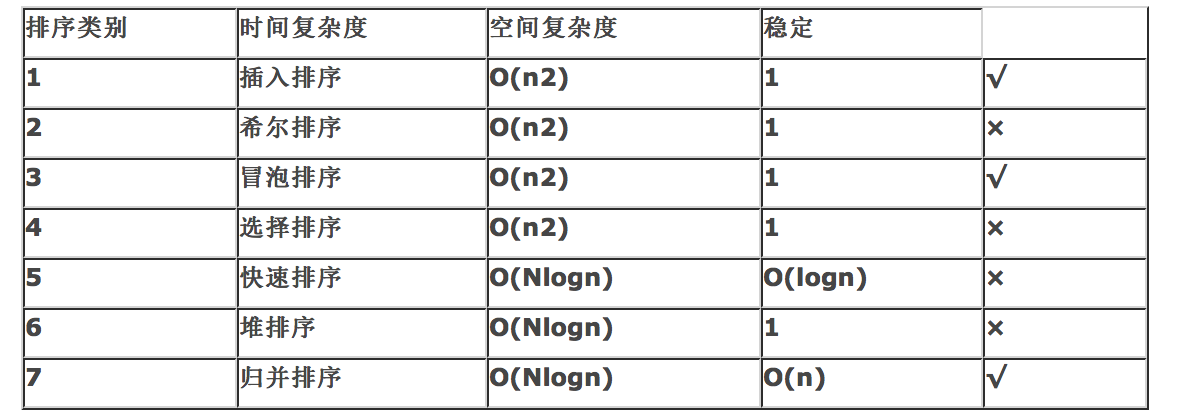 排序类别 时间复杂度 空间复杂度 稳定
1 插入排序 O(n2) 1 √
2 希尔排序 O(n2) 1 ×
3 冒泡排序 O(n2) 1 √
4 选择排序 O(n2) 1 ×
5 快速排序 O(Nlogn) O(logn) ×
6 堆排序 O(Nlogn) 1 ×
7 归并排序 O(Nlogn) O(n) √